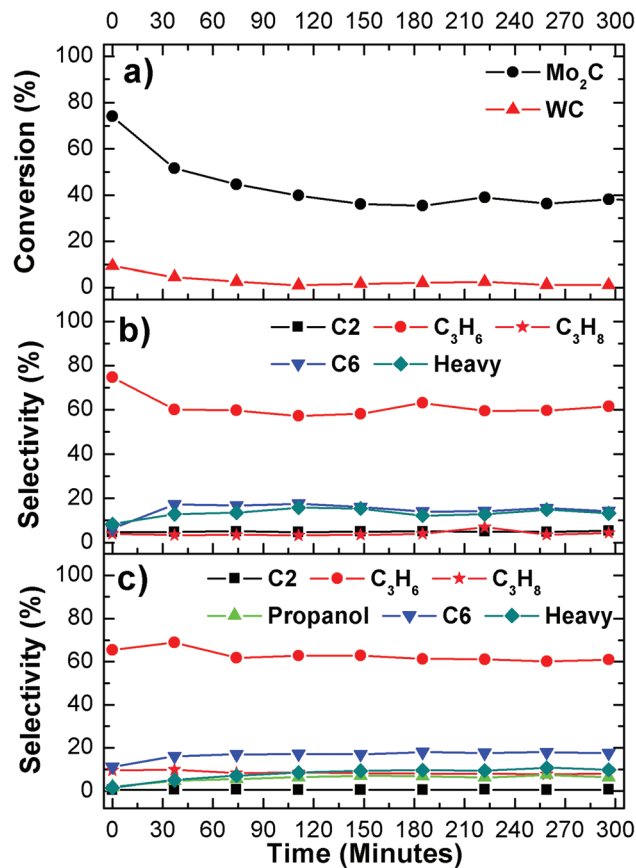 0 30 60 90 120 150 180 210 240 270 300
100
80
60
40
20
0
Conversion (%)
a)
Mo₂C
WC
100
80
60
40
20
0
Selectivity (%)
b)
C2 C₃H₆ C₃H₈
C6 Heavy
100
80
60
40
20
0
Selectivity (%)
c)
C2 C₃H₆ C₃H₈
Propanol C6 Heavy
0 30 60 90 120 150 180 210 240 270 300
Time (Minutes)